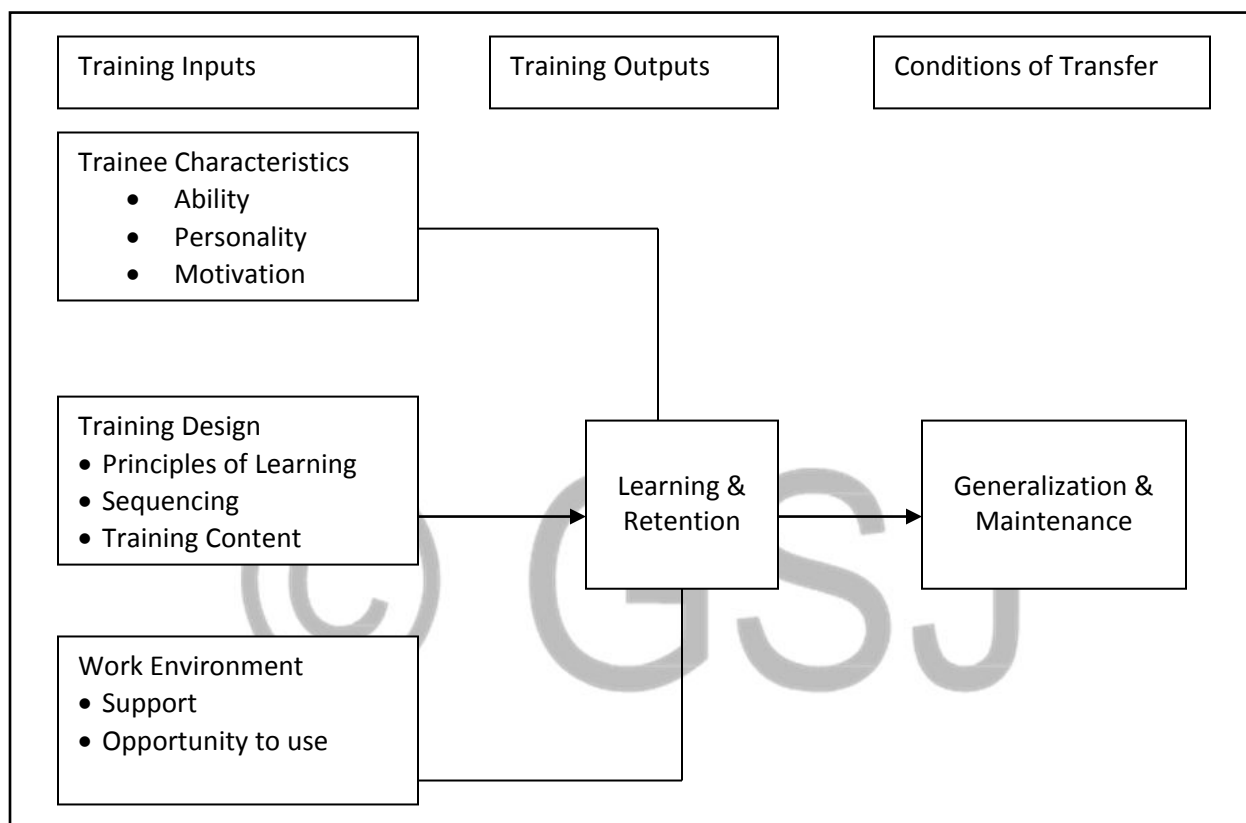 Training Inputs
Training Outputs
Conditions of Transfer
Trainee Characteristics
• Ability
• Personality
• Motivation
Training Design
• Principles of Learning
• Sequencing
• Training Content
Learning &
Retention
Generalization &
Maintenance
Work Environment
• Support
• Opportunity to use
© GSJ